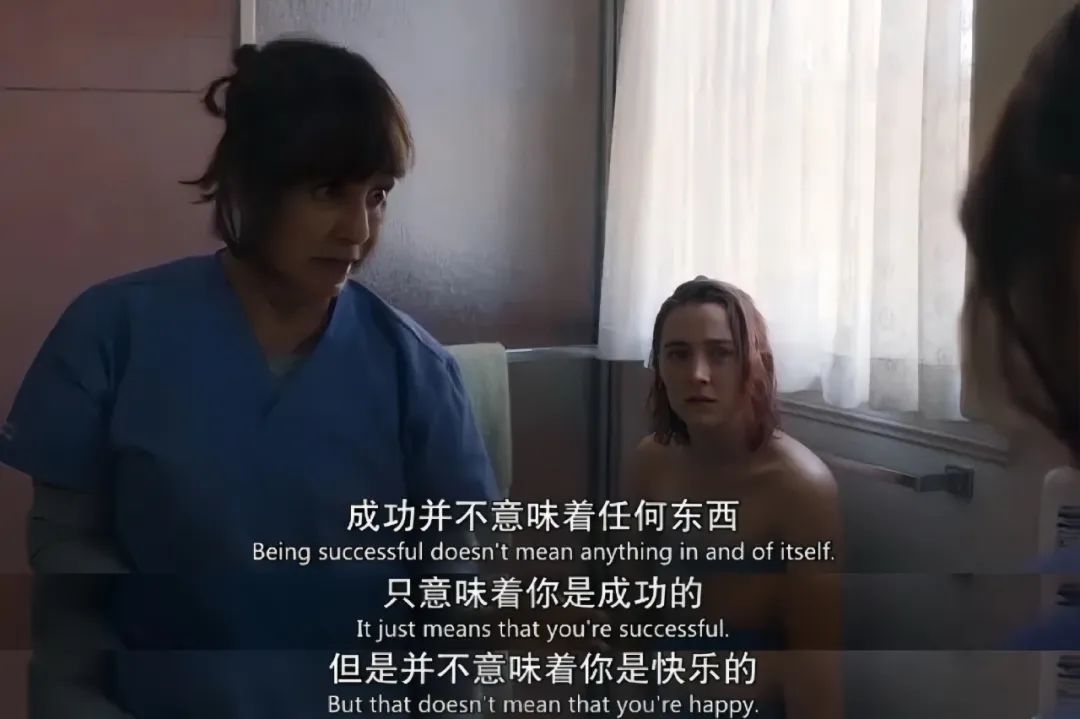 成功并不意味着任何东西
Being successful doesn't mean anything in and of itself.
只意味着你是成功的
It just means that you're successful.
但是并不意味着你是快乐的
But that doesn't mean that you're happy.